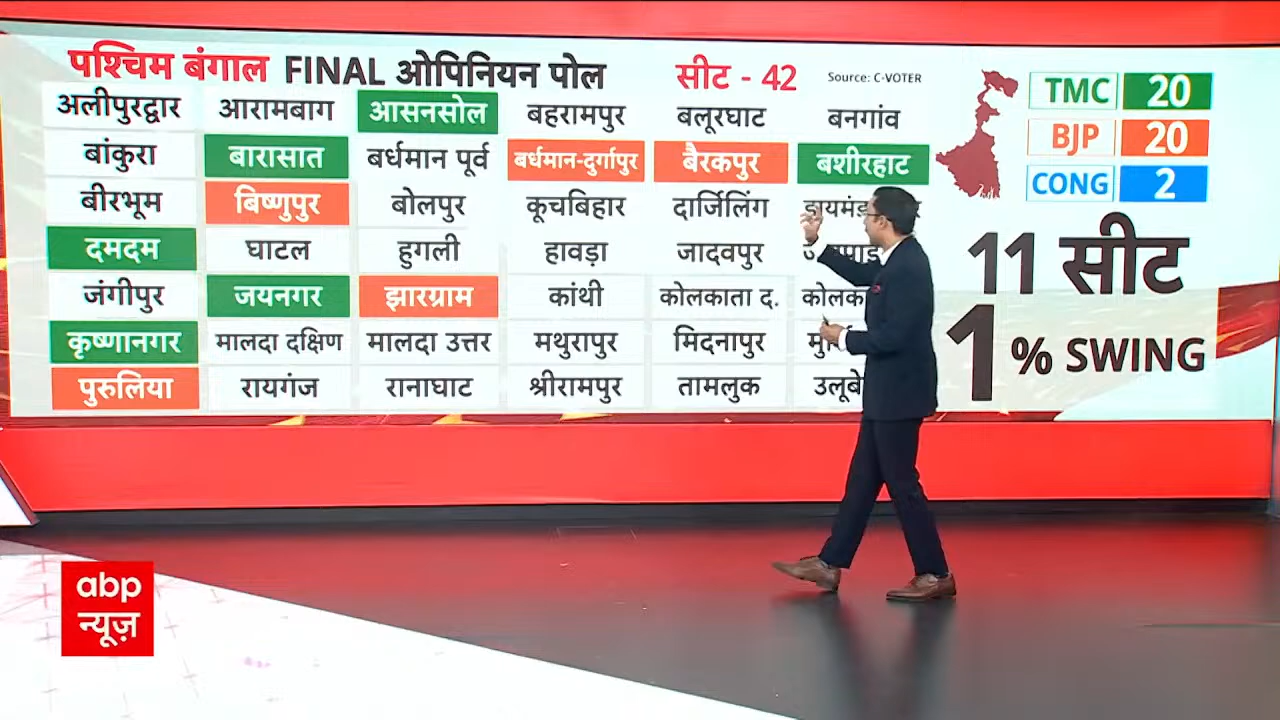 पश्चिम बंगाल FINAL ओपिनियन पोल सीट - 42 Source: C-VOTER
अलीपुरद्वार आरामबाग आसनसोल बहरामपुर बलूरघाट बनगांव
बांकुरा बारासात बर्धमान पूर्व बर्धमान-दुर्गापुर बैरकपुर बशीरहाट
बीरभूम बिष्णुपुर बोलपुर कूचबिहार दार्जिलिंग
दमदम घाटल हुगली हावड़ा जादवपुर
जंगीपुर जयनगर झारग्राम कांथी कोलकाता द.
कृष्णानगर मालदा दक्षिण मालदा उत्तर मथुरापुर मिदनापुर
पुरुलिया रायगंज रानाघाट श्रीरामपुर तामलुक
TMC 20
BJP 20
CONG 2
11 सीट
1 % SWING
abp
न्यूज़